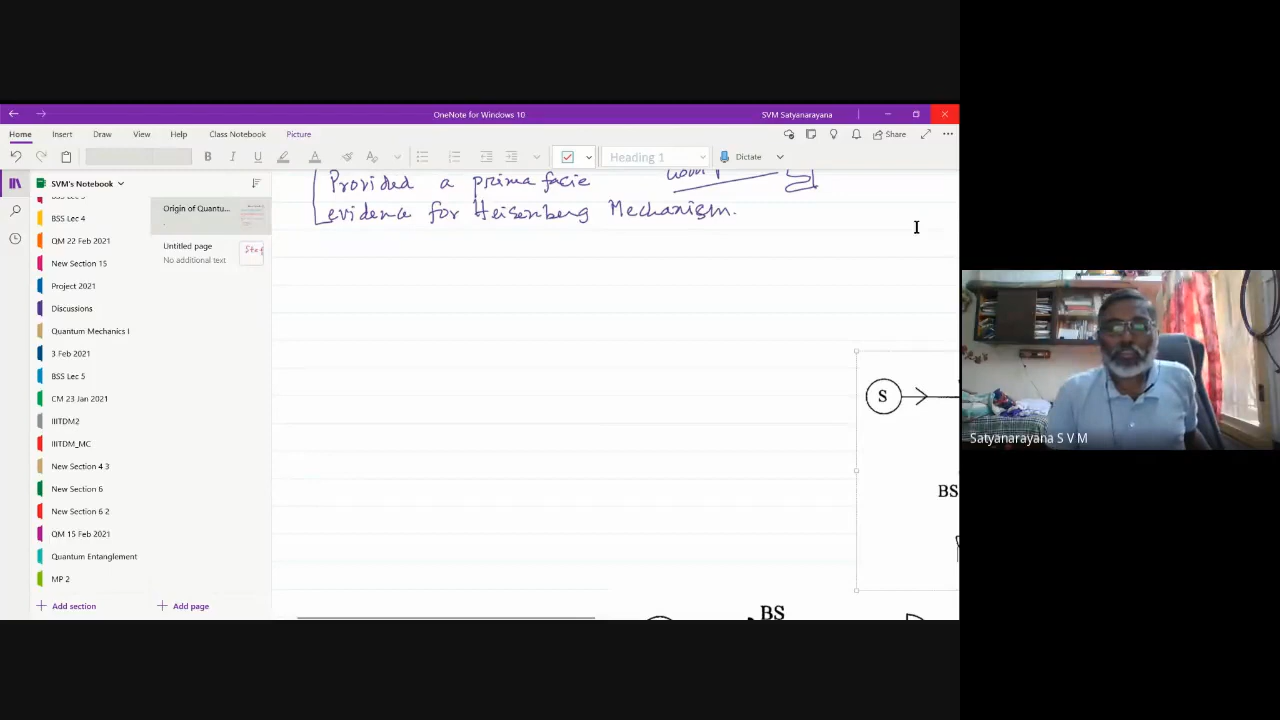 OneNote for Windows 10
SVM Satyanarayana
Home Insert Draw View Help Class Notebook Picture
Share
B I U A Heading 1 Dictate
SVM's Notebook
BSS Lec 4
QM 22 Feb 2021
New Section 15
Project 2021
Discussions
Quantum Mechanics I
3 Feb 2021
BSS Lec 5
CM 23 Jan 2021
IIITDM2
IIITDM_MC
New Section 4 3
New Section 6
New Section 6 2
QM 15 Feb 2021
Quantum Entanglement
MP 2
Add section
Origin of Quantu...
Untitled page
No additional text
Add page
Provided a prima facie
evidence for Heisenberg Mechanism.
S
BS
BS
Satyanarayana S V M